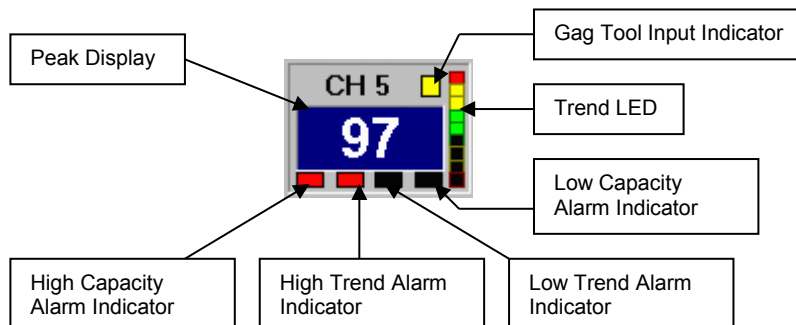 Gag Tool Input Indicator
Peak Display
CH 5
Trend LED
97
Low Capacity
Alarm Indicator
High Capacity
Alarm Indicator
High Trend Alarm
Indicator
Low Trend Alarm
Indicator